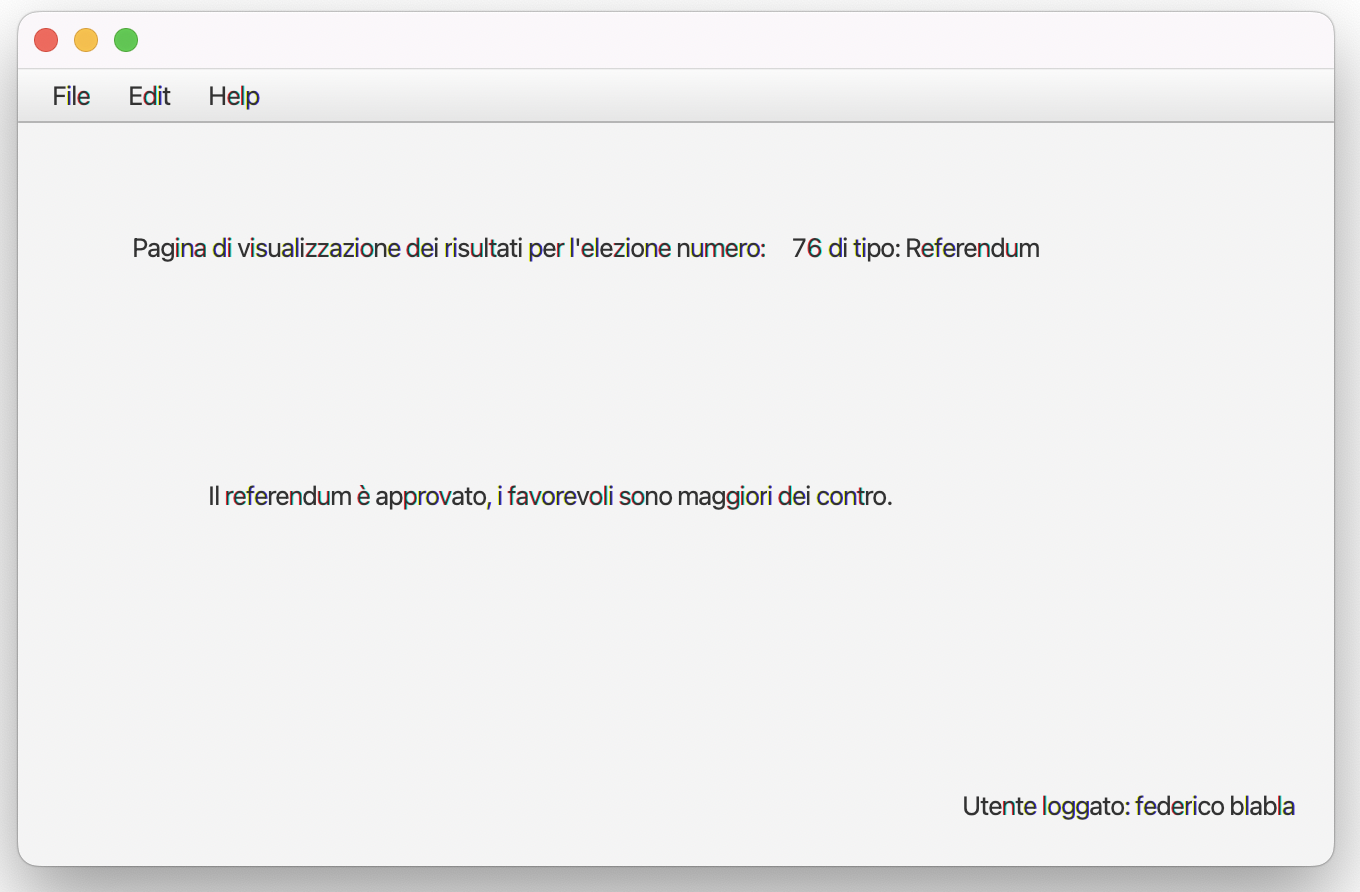 File Edit Help
Pagina di visualizzazione dei risultati per l'elezione numero: 76 di tipo: Referendum
Il referendum è approvato, i favorevoli sono maggiori dei contro.
Utente loggato: federico blabla